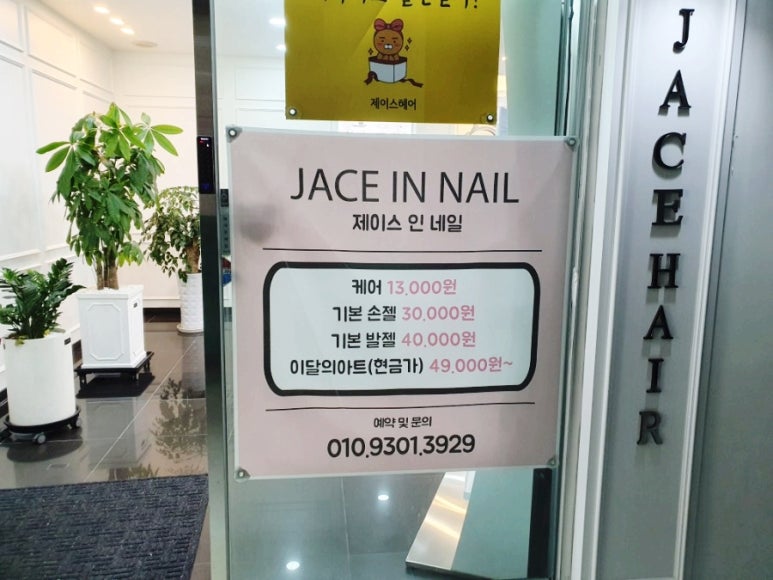 제이스헤어
JACE IN NAIL
제이스 인 네일
케어 13,000원
기본 손젤 30,000원
기본 발젤 40,000원
이달의아트(현금가) 49,000원~
예약 및 문의
010.9301.3929
JACEHAIR